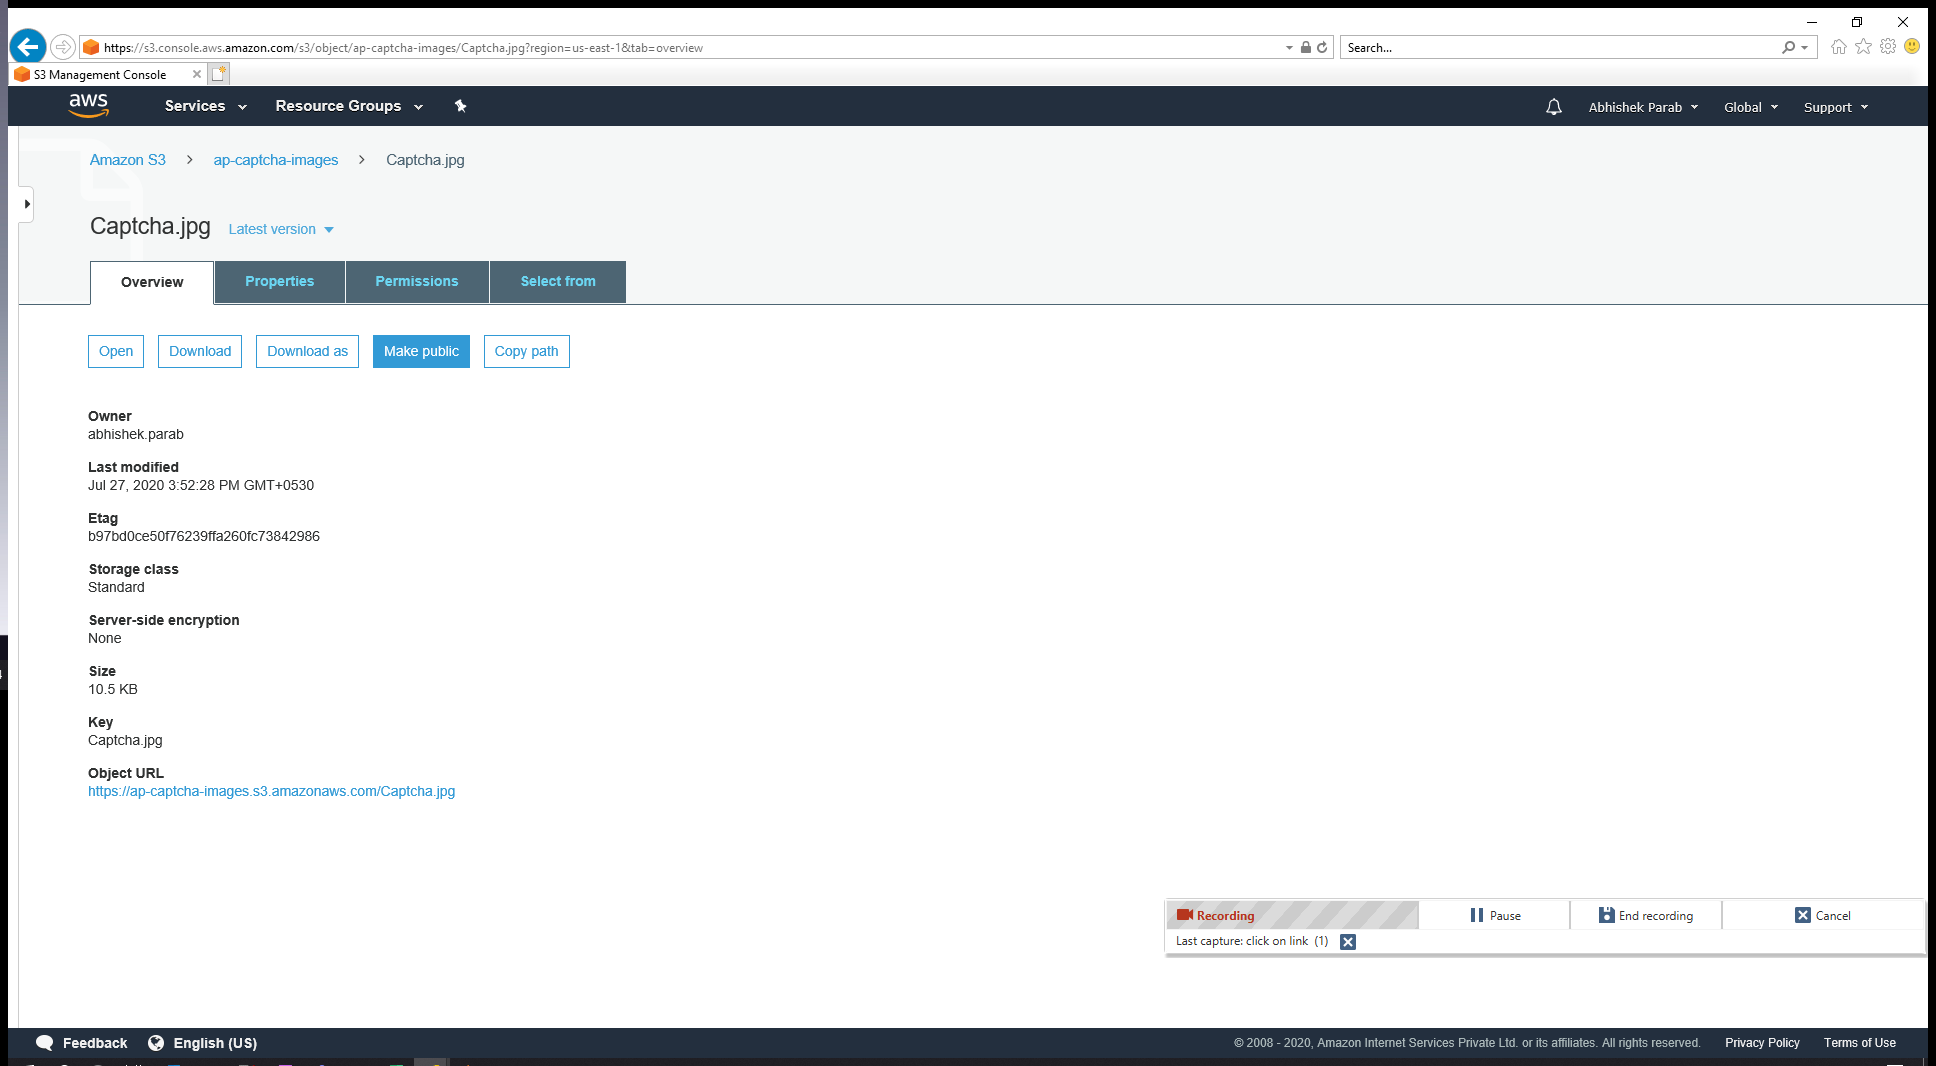 https://s3.console.aws.amazon.com/s3/object/ap-captcha-images/Captcha.jpg?region=us-east-1&tab=overview
Search...
S3 Management Console
aws
Services
Resource Groups
Abhishek Parab
Global
Support
Amazon S3 > ap-captcha-images > Captcha.jpg
Captcha.jpg Latest version
Overview
Properties
Permissions
Select from
Open
Download
Download as
Make public
Copy path
Owner
abhishek.parab
Last modified
Jul 27, 2020 3:52:28 PM GMT+0530
Etag
b97bd0ce50f76239ffa260fc73842986
Storage class
Standard
Server-side encryption
None
Size
10.5 KB
Key
Captcha.jpg
Object URL
https://ap-captcha-images.s3.amazonaws.com/Captcha.jpg
Recording
Pause
End recording
Cancel
Last capture: click on link (1)
Feedback
English (US)
© 2008 - 2020, Amazon Internet Services Private Ltd. or its affiliates. All rights reserved.
Privacy Policy
Terms of Use